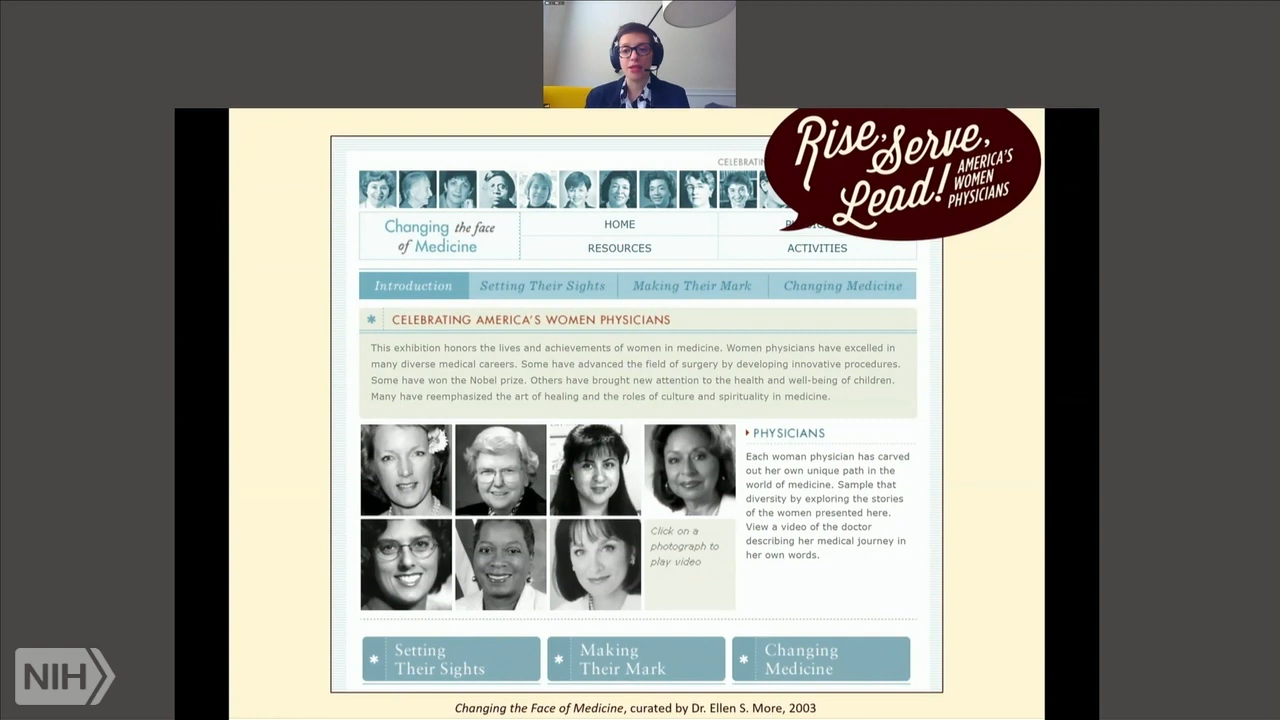 Rise, Serve,
Lead!
AMERICA'S
WOMEN
PHYSICIANS
Changing the face
of Medicine
HOME
RESOURCES
ACTIVITIES
Introduction
Setting Their Sights
Making Their Mark
Changing Medicine
* CELEBRATING AMERICA'S WOMEN PHYSICIANS
This exhibition honors the lives and achievements of women in medicine. Women physicians have excelled in
many diverse medical careers. Some have advanced the field of surgery by developing innovative procedures.
Some have won the Nobel prize. Others have brought new attention to the health and well-being of children.
Many have reemphasized the art of healing and the roles of culture and spirituality in medicine.
Click on a
photograph to
play video
PHYSICIANS
Each woman physician has carved
out her own unique path in the
world of medicine. Sample that
diversity by exploring the stories
of the women presented here.
View a video of the doctor
describing her medical journey in
her own words.
* Setting
Their Sights
* Making
Their Mark
* Changing
Medicine
NIH
Changing the Face of Medicine, curated by Dr. Ellen S. More, 2003